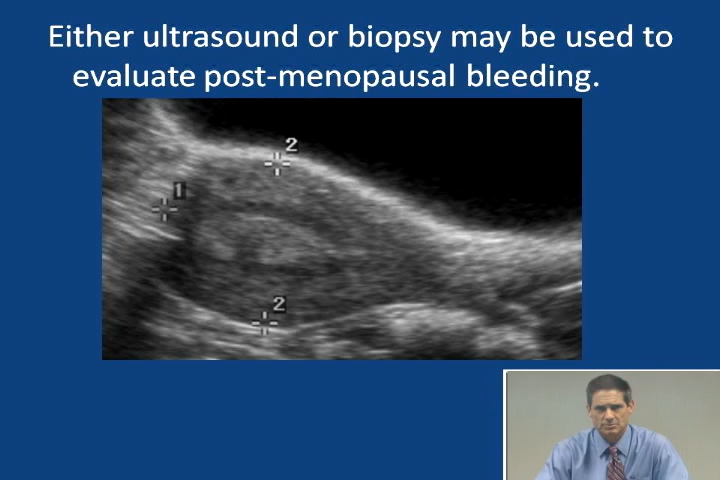 Either ultrasound or biopsy may be used to
evaluate post-menopausal bleeding.
2
1
2